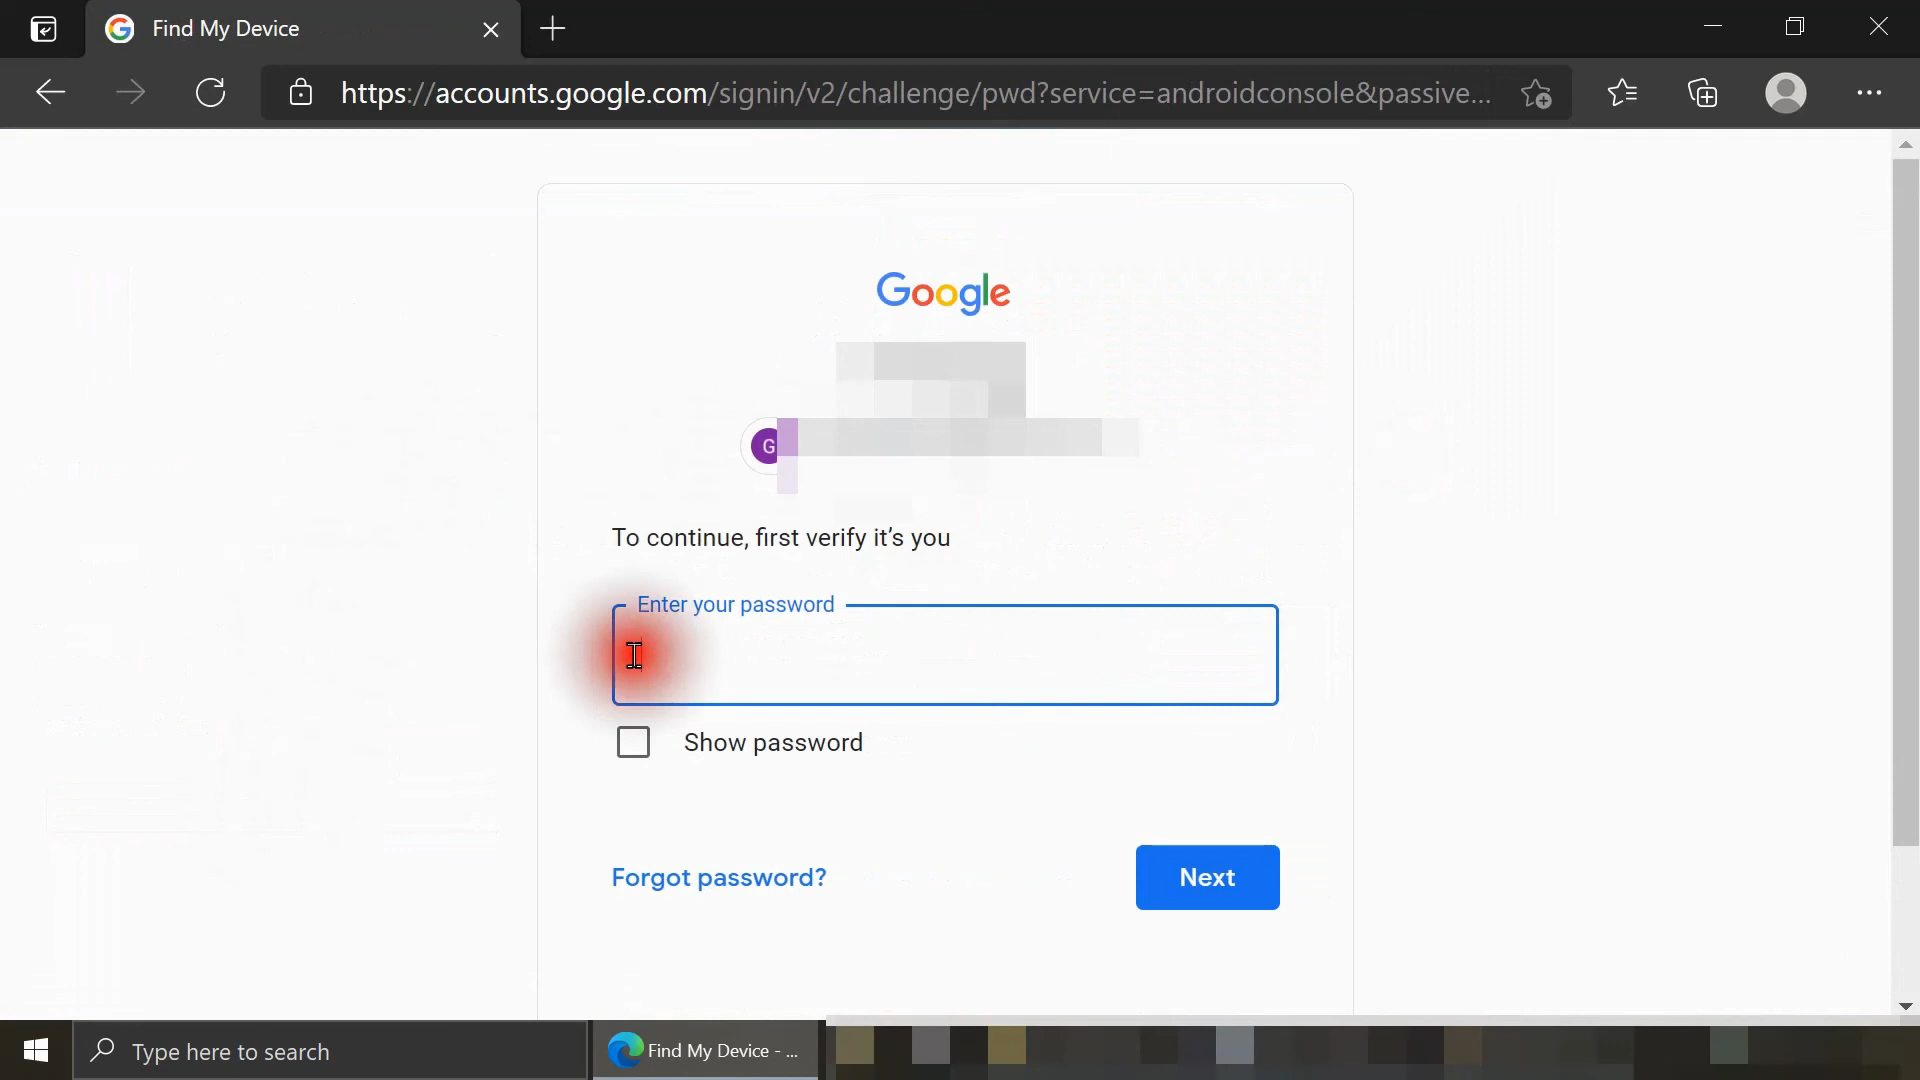 Find My Device
https://accounts.google.com/signin/v2/challenge/pwd?service=androidconsole&passive...
Google
G
To continue, first verify it’s you
Enter your password
Show password
Forgot password?
Next
Type here to search
Find My Device - ...